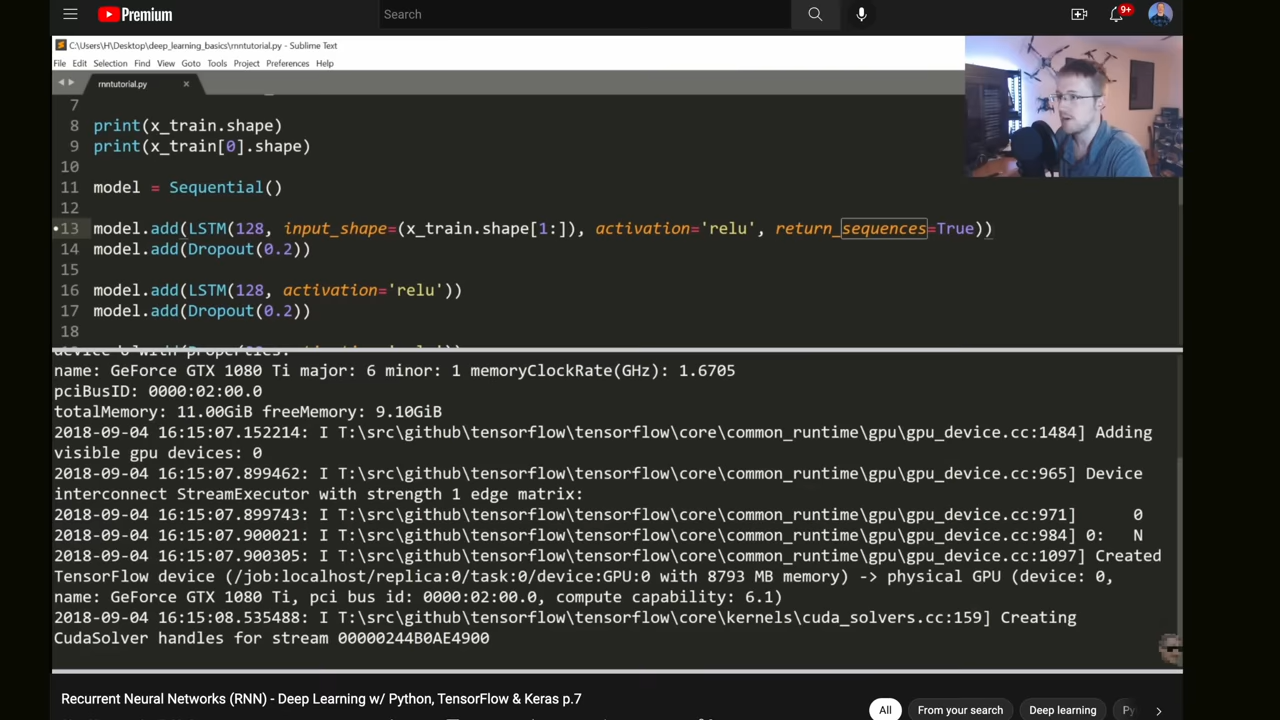 Premium
Search
9+
C:\Users\H\Desktop\deep_learning_basics\rnntutorial.py - Sublime Text
File Edit Selection Find View Goto Tools Project Preferences Help
rnntutorial.py
7
8 print(x_train.shape)
9 print(x_train[0].shape)
10
11 model = Sequential()
12
13 model.add(LSTM(128, input_shape=(x_train.shape[1:]), activation='relu', return_sequences=True))
14 model.add(Dropout(0.2))
15
16 model.add(LSTM(128, activation='relu'))
17 model.add(Dropout(0.2))
18
device 0 with properties:
name: GeForce GTX 1080 Ti major: 6 minor: 1 memoryClockRate(GHz): 1.6705
pciBusID: 0000:02:00.0
totalMemory: 11.00GiB freeMemory: 9.10GiB
2018-09-04 16:15:07.152214: I T:\src\github\tensorflow\tensorflow\core\common_runtime\gpu\gpu_device.cc:1484] Adding
visible gpu devices: 0
2018-09-04 16:15:07.899462: I T:\src\github\tensorflow\tensorflow\core\common_runtime\gpu\gpu_device.cc:965] Device
interconnect StreamExecutor with strength 1 edge matrix:
2018-09-04 16:15:07.899743: I T:\src\github\tensorflow\tensorflow\core\common_runtime\gpu\gpu_device.cc:971] 0
2018-09-04 16:15:07.900021: I T:\src\github\tensorflow\tensorflow\core\common_runtime\gpu\gpu_device.cc:984] 0: N
2018-09-04 16:15:07.900305: I T:\src\github\tensorflow\tensorflow\core\common_runtime\gpu\gpu_device.cc:1097] Created
TensorFlow device (/job:localhost/replica:0/task:0/device:GPU:0 with 8793 MB memory) -> physical GPU (device: 0,
name: GeForce GTX 1080 Ti, pci bus id: 0000:02:00.0, compute capability: 6.1)
2018-09-04 16:15:08.535488: I T:\src\github\tensorflow\tensorflow\core\kernels\cuda_solvers.cc:159] Creating
CudaSolver handles for stream 00000244B0AE4900
Recurrent Neural Networks (RNN) - Deep Learning w/ Python, TensorFlow & Keras p.7
All From your search Deep learning Py